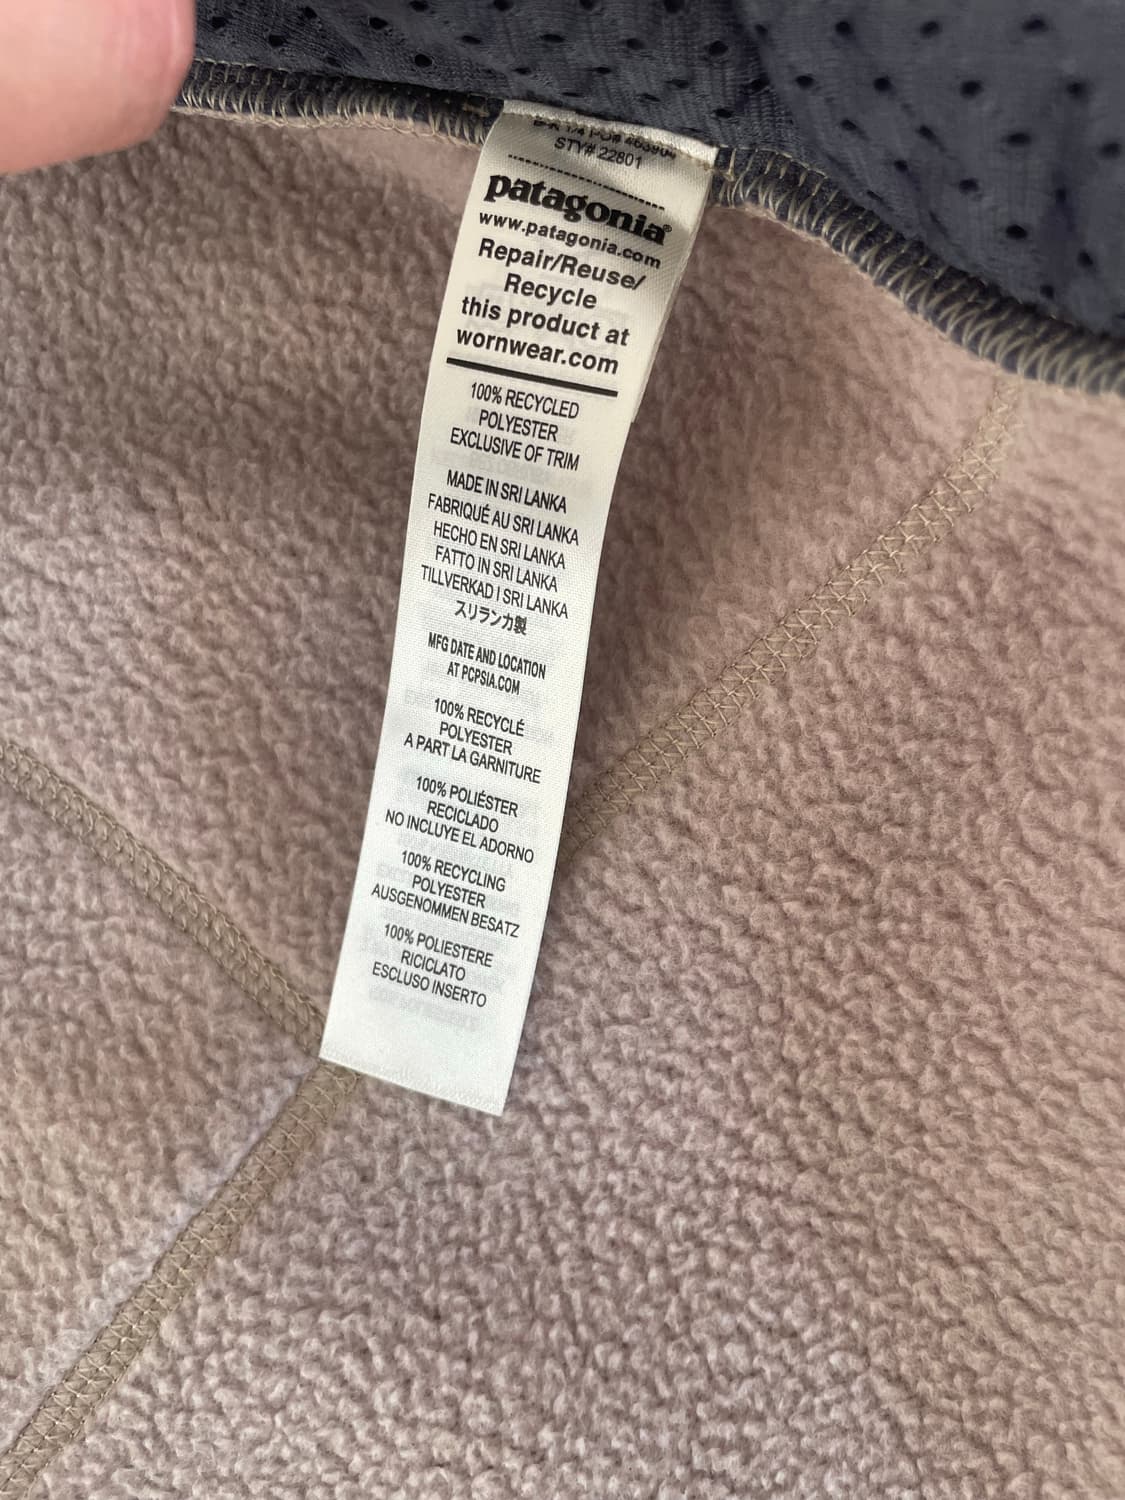 PO# 463904
STY# 22801
patagonia®
www.patagonia.com
Repair/Reuse/
Recycle
this product at
wornwear.com
100% RECYCLED
POLYESTER
EXCLUSIVE OF TRIM
MADE IN SRI LANKA
FABRIQUÉ AU SRI LANKA
HECHO EN SRI LANKA
FATTO IN SRI LANKA
TILLVERKAD I SRI LANKA
スリランカ製
MFG DATE AND LOCATION
AT PCPSIA.COM
100% RECYCLÉ
POLYESTER
A PART LA GARNITURE
100% POLIÉSTER
RECICLADO
NO INCLUYE EL ADORNO
100% RECYCLING
POLYESTER
AUSGENOMMEN BESATZ
100% POLIESTERE
RICICLATO
ESCLUSO INSERTO